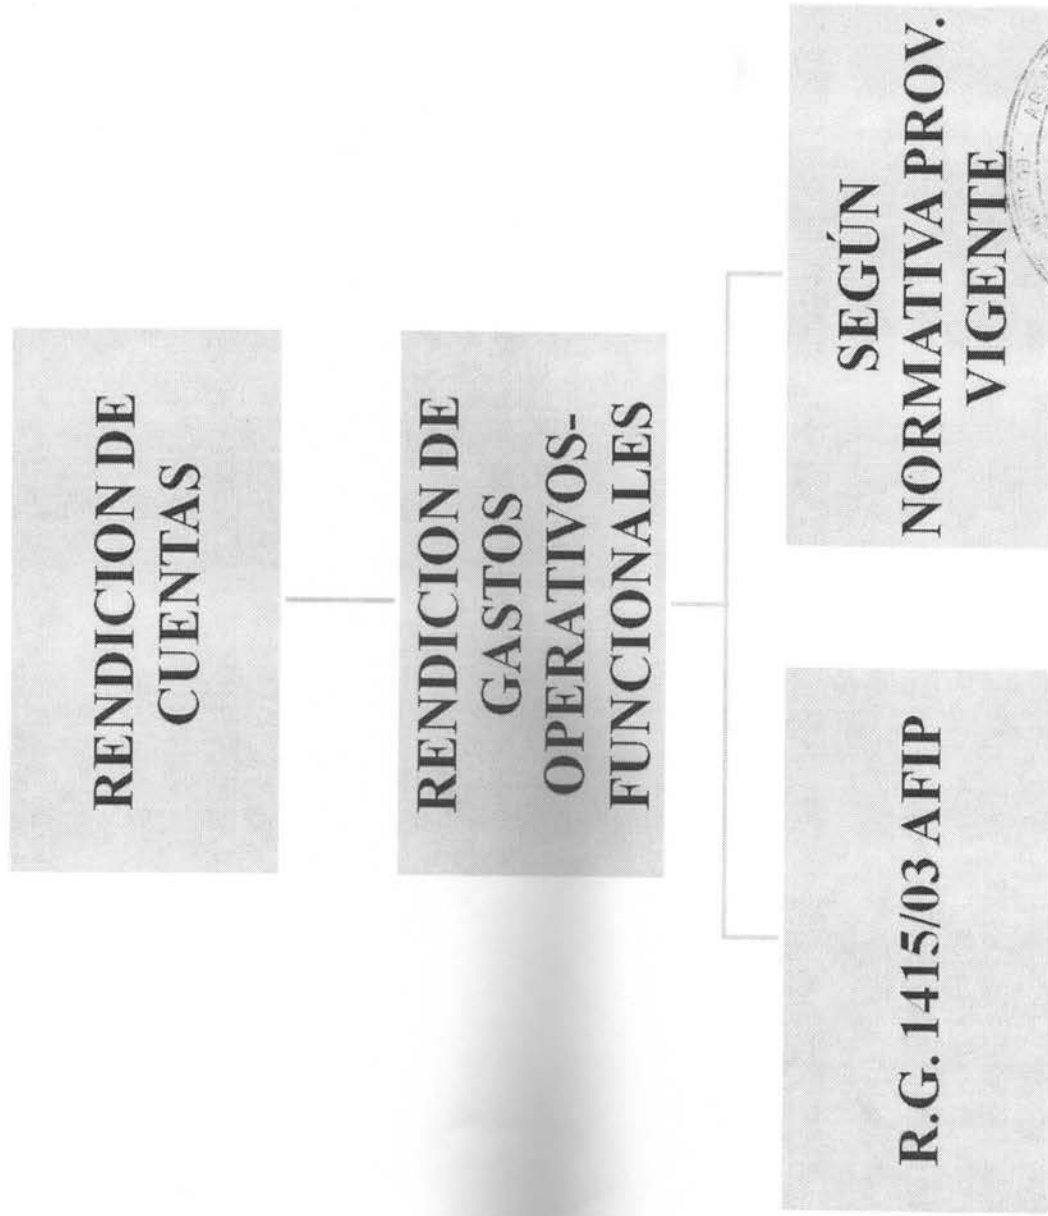 RENDICION DE
CUENTAS
RENDICION DE
GASTOS
OPERATIVOS-
FUNCIONALES
R.G. 1415/03 AFIP
SEGÚN
NORMATIVA PROV.
VIGENTE